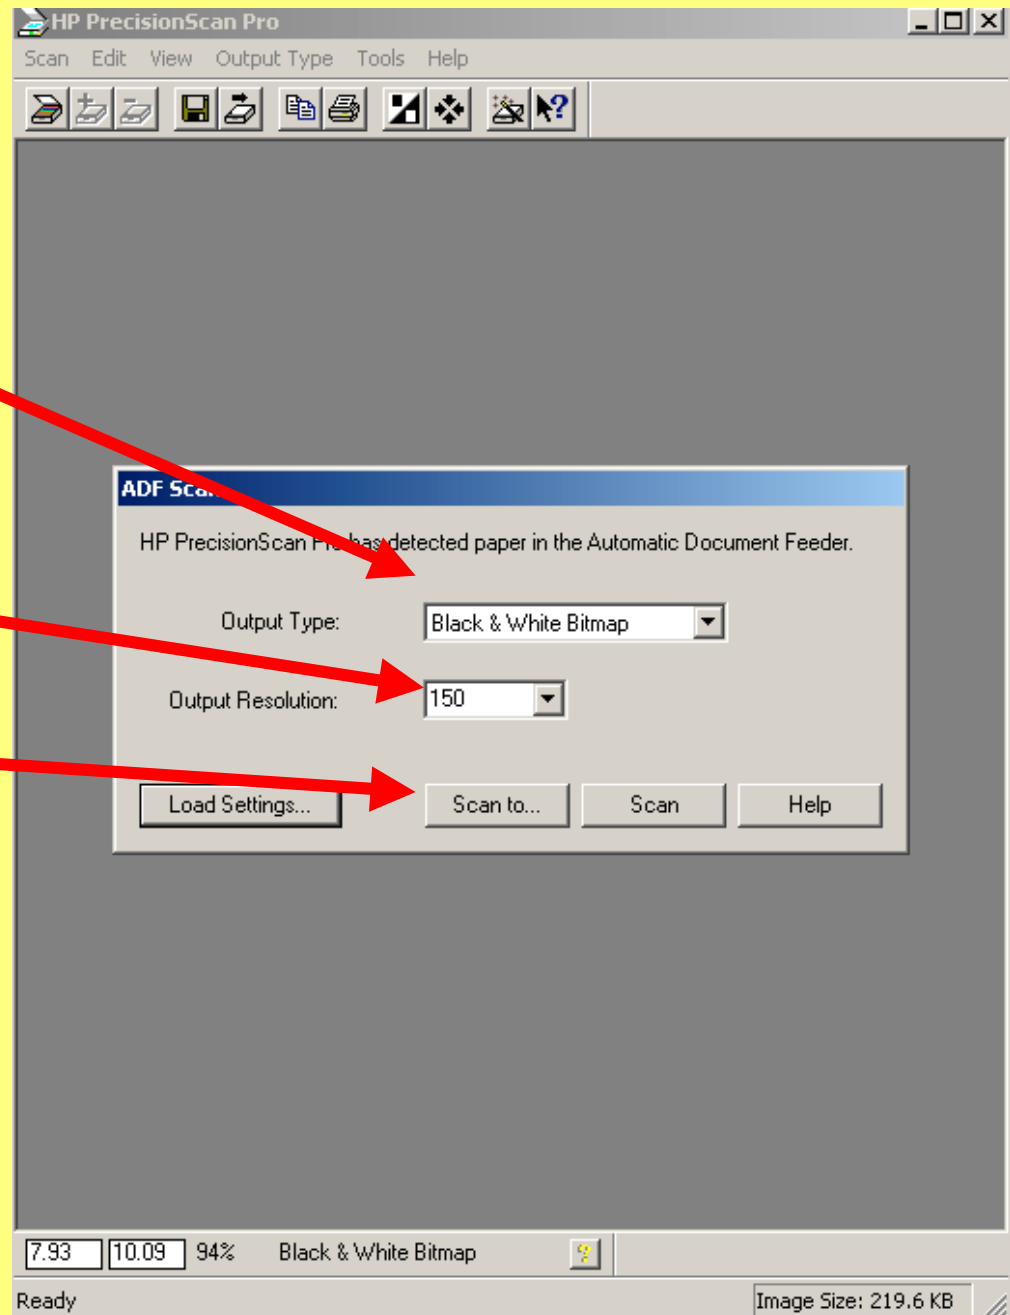 HP PrecisionScan Pro
Scan Edit View Output Type Tools Help
ADF Scan
HP PrecisionScan Pro has detected paper in the Automatic Document Feeder.
Output Type: Black & White Bitmap
Output Resolution: 150
Load Settings... Scan to... Scan Help
7.93 10.09 94% Black & White Bitmap
Ready Image Size: 219.6 KB